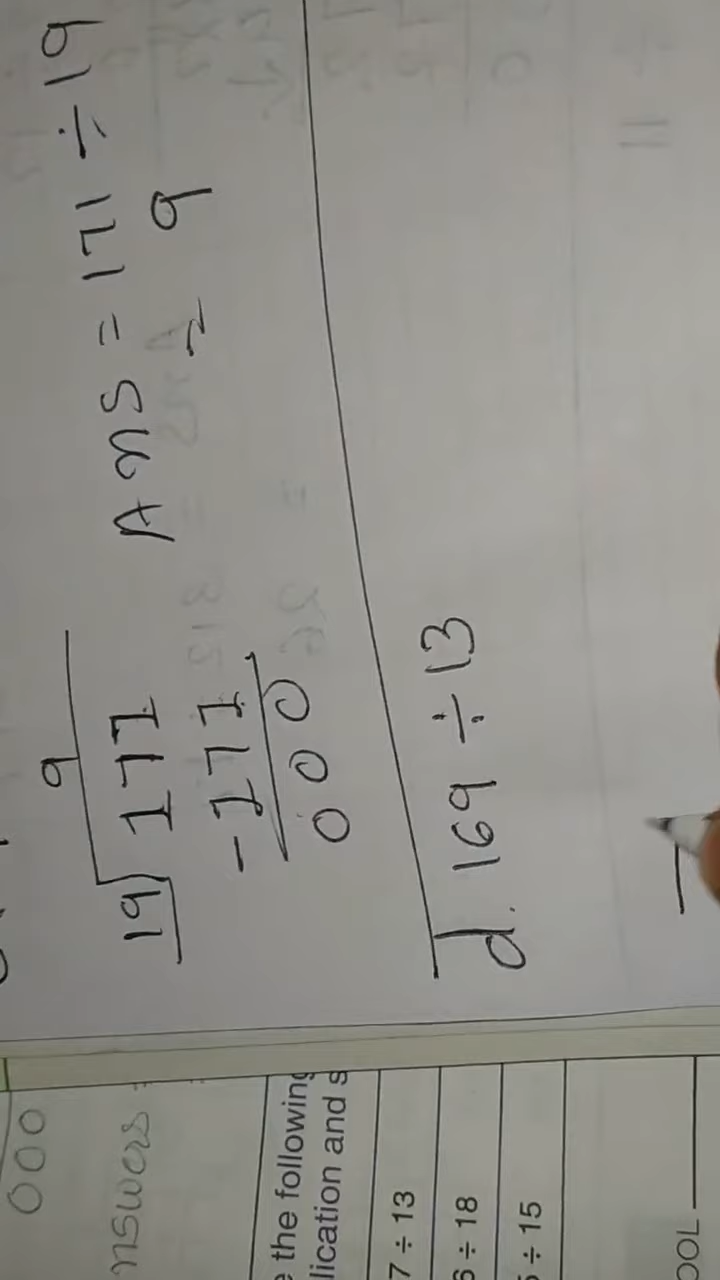 9
19) 171
-171
000
Ans = 171 ÷ 19
= 9
d. 169 ÷ 13
000
nswers
the following
lication and s
7 ÷ 13
6 ÷ 18
÷ 15
OOL